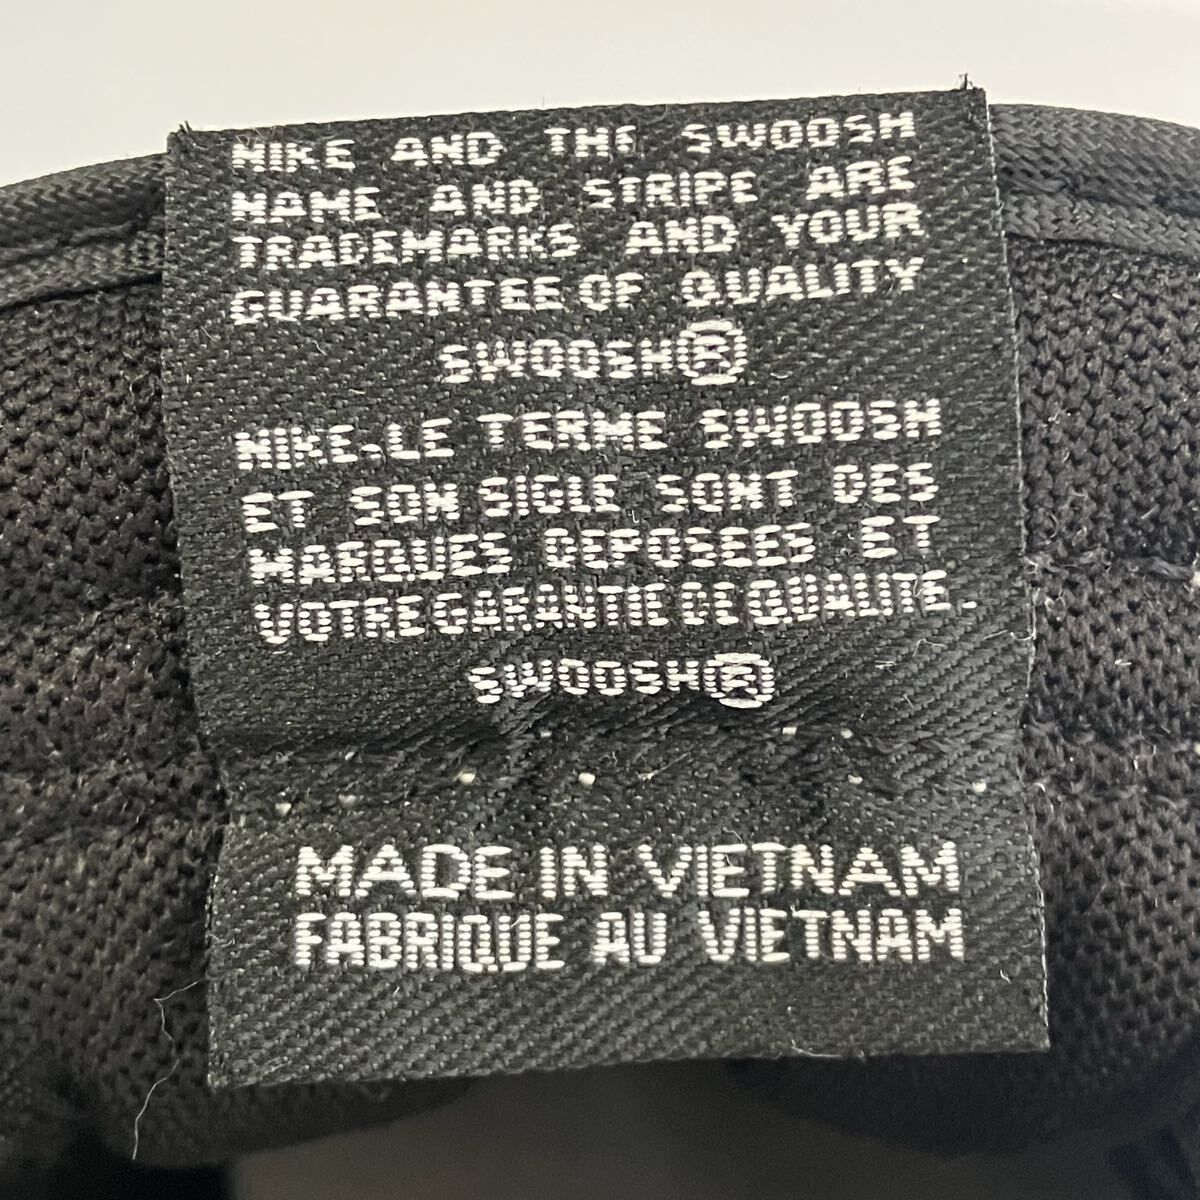 NIKE AND THE SWOOSH
NAME AND STRIPE ARE
TRADEMARKS AND YOUR
GUARANTEE OF QUALITY
SWOOSH®
NIKE-LE TERME SWOOSH
ET SON SIGLE SONT DES
MARQUES DEPOSEES ET
VOTRE GARANTIE DE QUALITE.
SWOOSH®
MADE IN VIETNAM
FABRIQUE AU VIETNAM